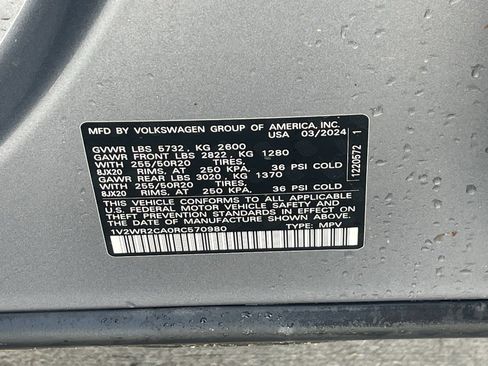 MFD BY VOLKSWAGEN GROUP OF AMERICA, INC.
USA 03/2024
GVWR LBS 5732, KG 2600
GAWR FRONT LBS 2822, KG 1280
WITH 255/50R20 TIRES,
8JX20 RIMS, AT 250 KPA, 36 PSI COLD
GAWR REAR LBS 3020, KG 1370
WITH 255/50R20 TIRES,
8JX20 RIMS, AT 250 KPA, 36 PSI COLD
THIS VEHICLE CONFORMS TO ALL APPLICABLE
U.S. FEDERAL MOTOR VEHICLE SAFETY AND
THEFT PREVENTION STANDARDS IN EFFECT ON
THE DATE OF MANUFACTURE SHOWN ABOVE.
1V2WR2CA0RC570980 TYPE: MPV
1220572 1